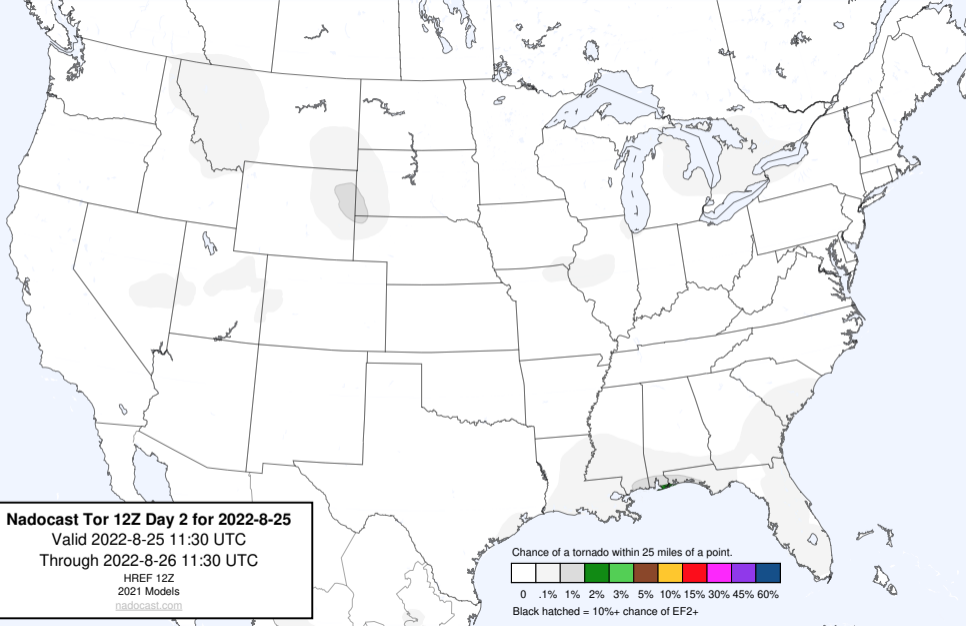 Nadocast Tor 12Z Day 2 for 2022-8-25
Valid 2022-8-25 11:30 UTC
Through 2022-8-26 11:30 UTC
HREF 12Z
2021 Models
nadocast.com
Chance of a tornado within 25 miles of a point.
0 .1% 1% 2% 3% 5% 10% 15% 30% 45% 60%
Black hatched = 10%+ chance of EF2+